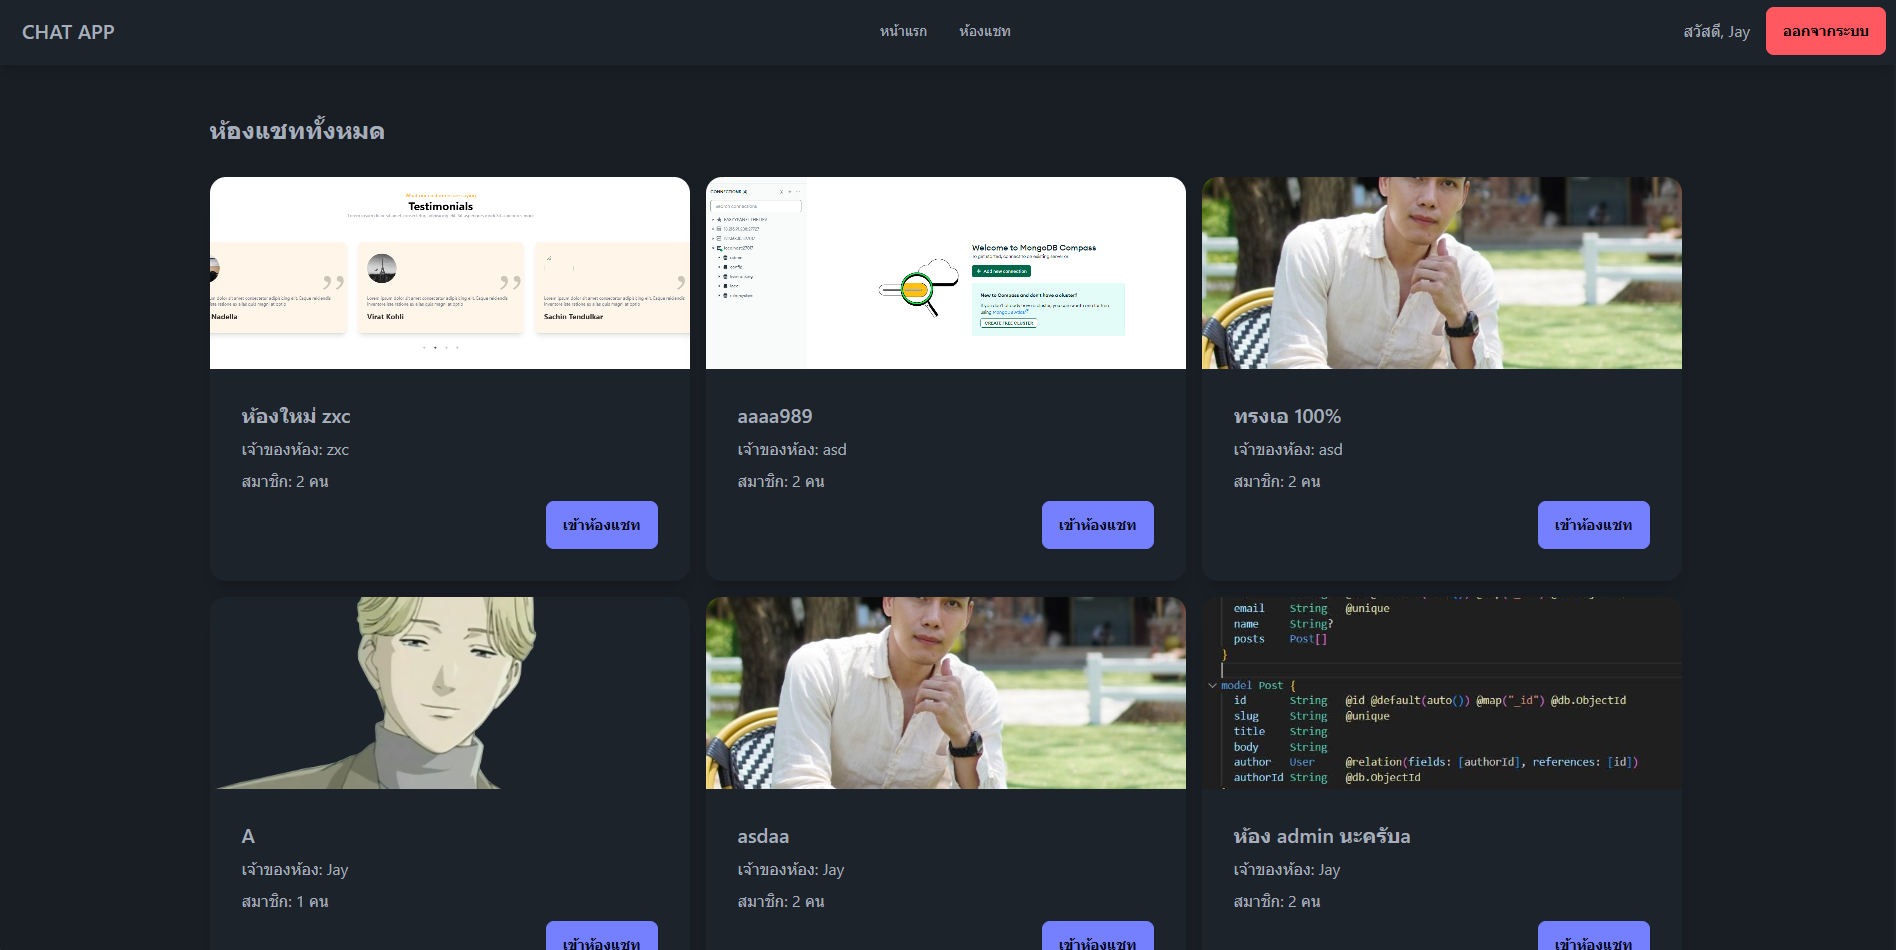 CHAT APP
หน้าแรก
ห้องแชท
สวัสดี, Jay
ออกจากระบบ
ห้องแชททั้งหมด
Testimonials
Nadella
Virat Kohli
Sachin Tendulkar
ห้องใหม่ zxc
เจ้าของห้อง: zxc
สมาชิก: 2 คน
เข้าห้องแชท
Welcome to MongoDB Compass
Add new connection
New to Compass and don't have a cluster?
CREATE FREE CLUSTER
aaaa989
เจ้าของห้อง: asd
สมาชิก: 2 คน
เข้าห้องแชท
ทรงเอ 100%
เจ้าของห้อง: asd
สมาชิก: 2 คน
เข้าห้องแชท
A
เจ้าของห้อง: Jay
สมาชิก: 1 คน
เข้าห้องแชท
asdaa
เจ้าของห้อง: Jay
สมาชิก: 2 คน
เข้าห้องแชท
email String @unique
name String?
posts Post[]
}
model Post {
id String @id @default(auto()) @map("_id") @db.ObjectId
slug String @unique
title String
body String
author User @relation(fields: [authorId], references: [id])
authorId String @db.ObjectId
ห้อง admin นะครับa
เจ้าของห้อง: Jay
สมาชิก: 2 คน
เข้าห้องแชท